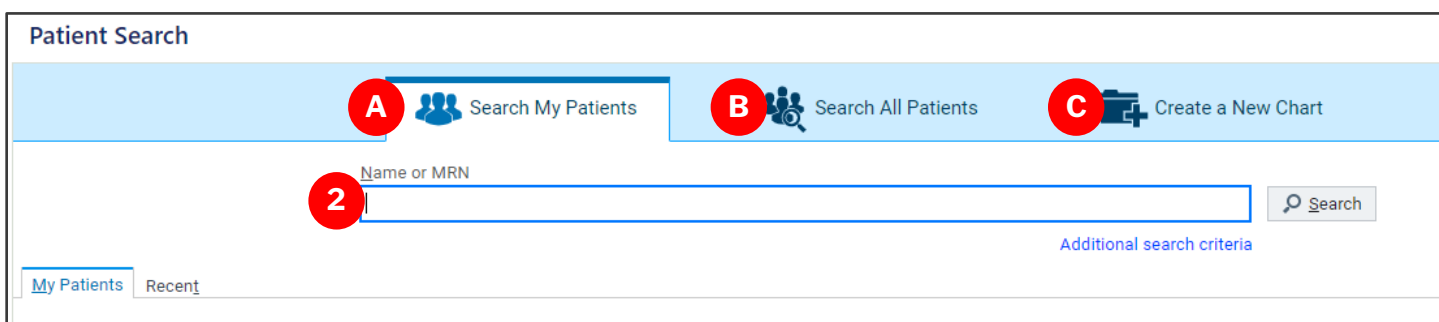 Patient Search
A Search My Patients B Search All Patients C Create a New Chart
Name or MRN
2 Search
Additional search criteria
My Patients Recent